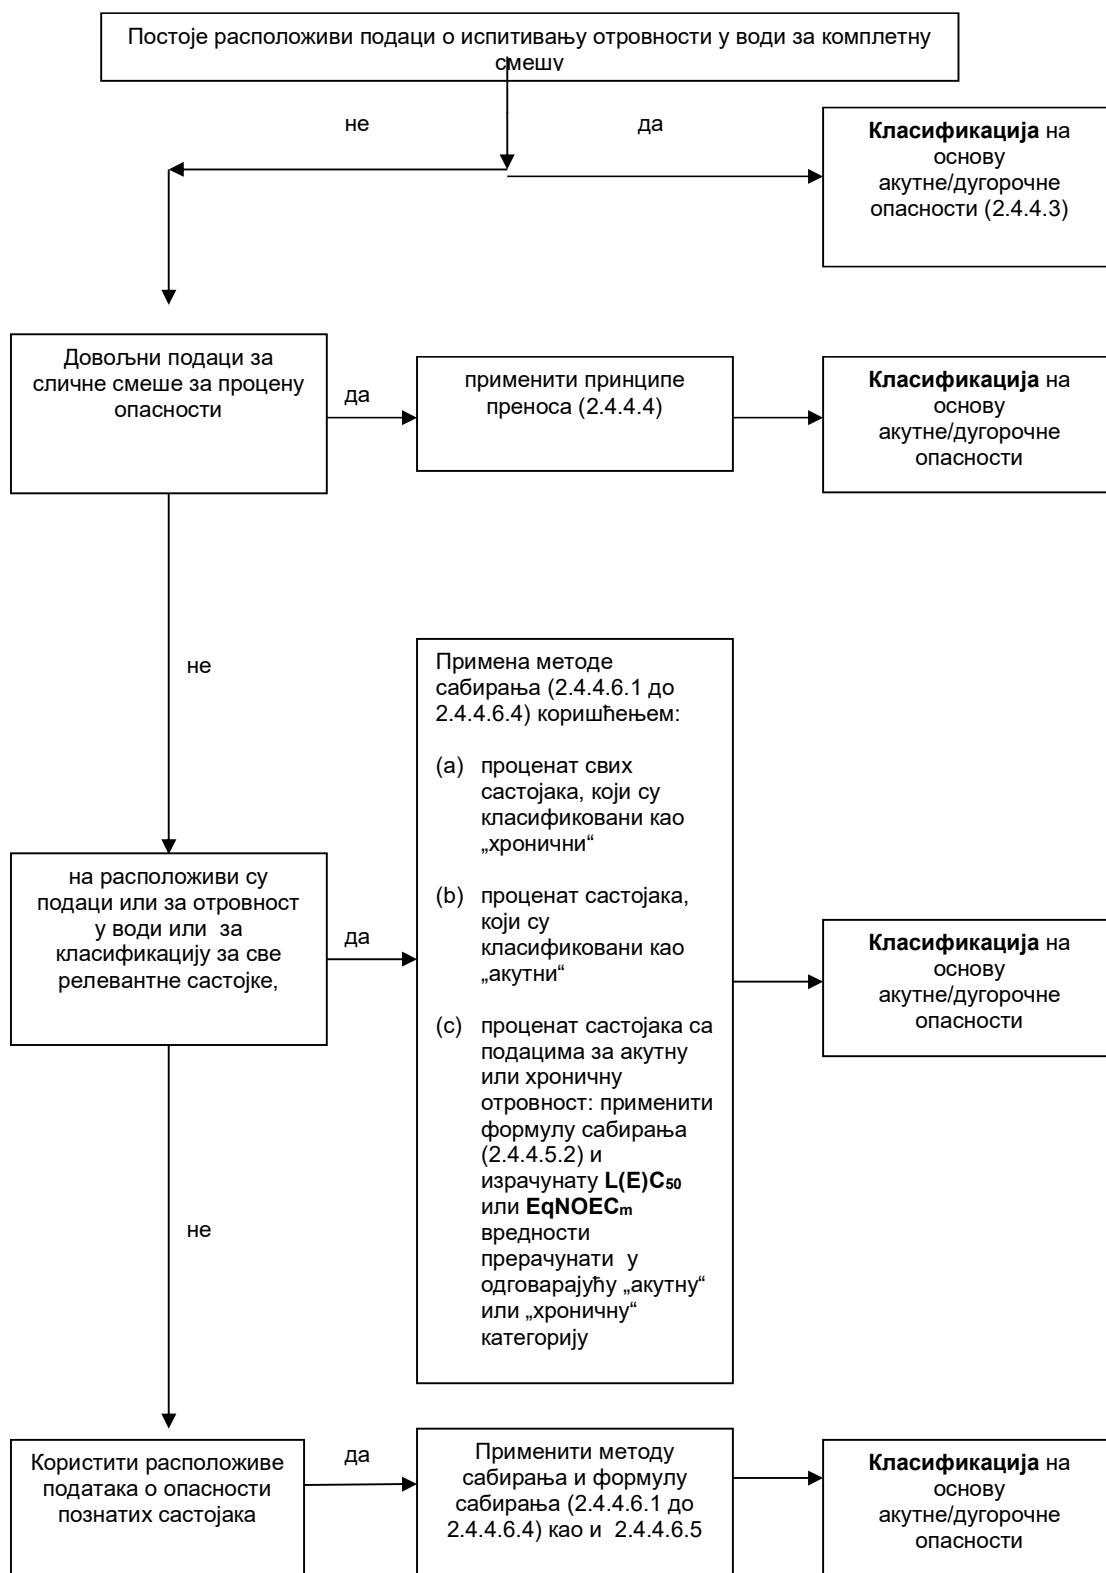 Постоје расположиви подаци о испитивању отровности у води за комплетну
смешу
не
да
Класификација на
основу
акутне/дугорочне
опасности (2.4.4.3)
Довољни подаци за
сличне смеше за процену
опасности
да
применити принципе
преноса (2.4.4.4)
Класификација на
основу
акутне/дугорочне
опасности
не
Примена методе
сабирања (2.4.4.6.1 до
2.4.4.6.4) коришћењем:
(a) проценат свих
састојака, који су
класификовани као
„хронични“
(b) проценат састојака,
који су
класификовани као
„акутни“
(c) проценат састојака са
подацима за акутну
или хроничну
отровност: применити
формулу сабирања
(2.4.4.5.2) и
израчунату L(E)C₅₀
или EqNOECₘ
вредности
прерачунати у
одговарајућу „акутну“
или „хроничну“
категорију
на расположиви су
подаци или за отровност
у води или за
класификацију за све
релевантне састојке,
да
Класификација на
основу
акутне/дугорочне
опасности
не
Користити расположиве
података о опасности
познатих састојака
да
Применити методу
сабирања и формулу
сабирања (2.4.4.6.1 до
2.4.4.6.4) као и 2.4.4.6.5
Класификација на
основу
акутне/дугорочне
опасности